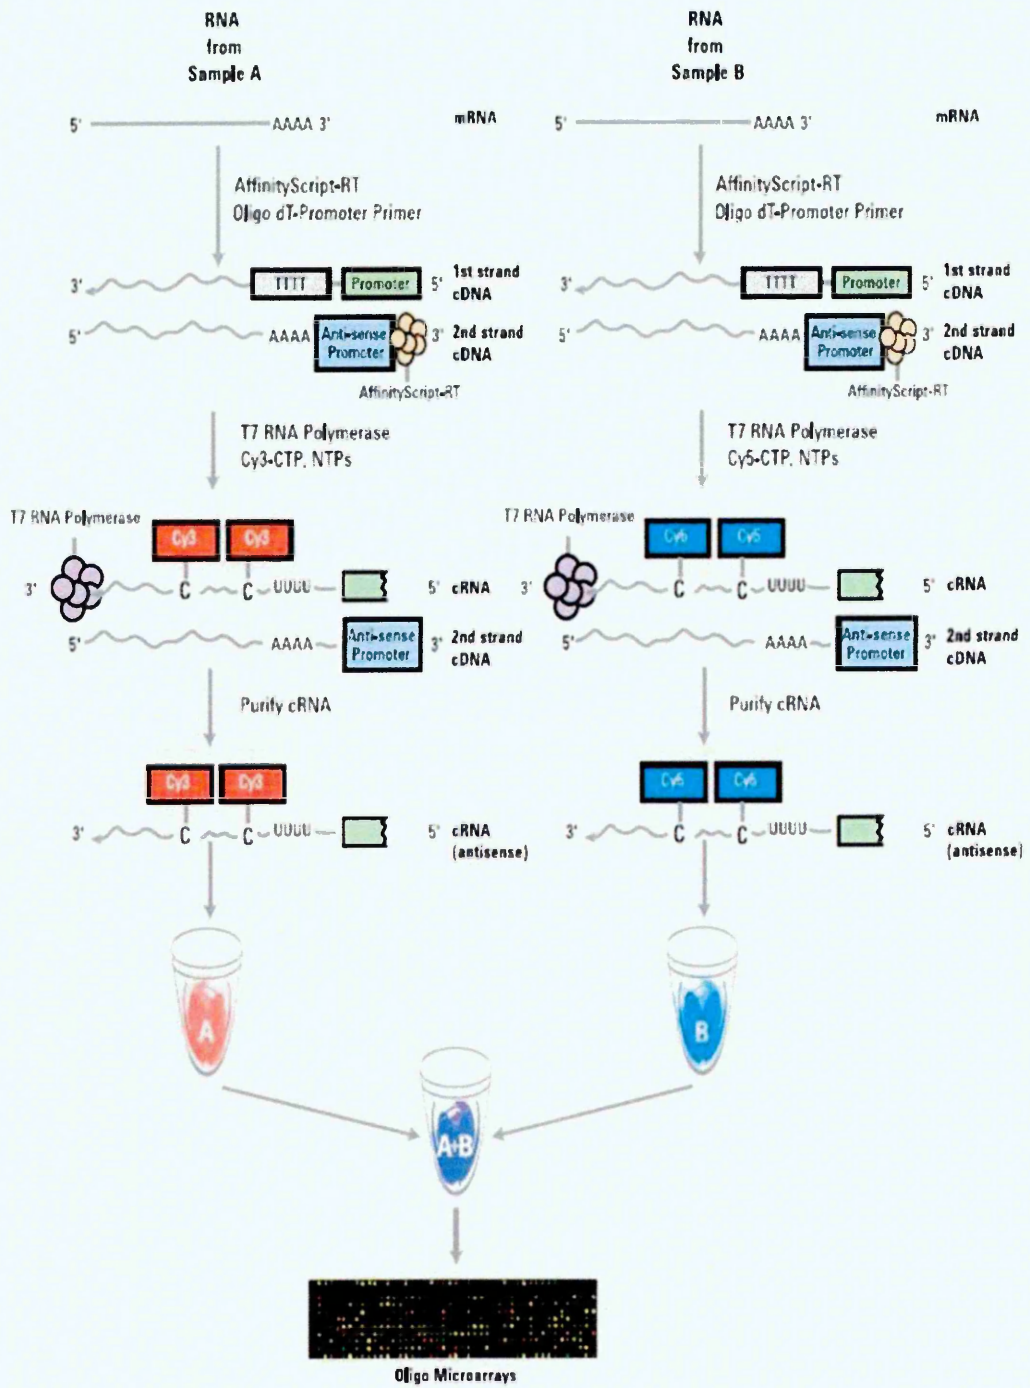 RNA
from
Sample A
RNA
from
Sample B
5' AAAA 3' mRNA
5' AAAA 3' mRNA
AffinityScript-RT
Oligo dT-Promoter Primer
AffinityScript-RT
Oligo dT-Promoter Primer
3' TTTT Promoter 5' 1st strand
cDNA
3' TTTT Promoter 5' 1st strand
cDNA
5' AAAA Anti-sense
Promoter 3' 2nd strand
cDNA
AffinityScript-RT
5' AAAA Anti-sense
Promoter 3' 2nd strand
cDNA
AffinityScript-RT
T7 RNA Polymerase
Cy3-CTP, NTPs
T7 RNA Polymerase
Cy5-CTP, NTPs
T7 RNA Polymerase
Cy3 Cy3
3' C C UUUU 5' cRNA
T7 RNA Polymerase
Cy5 Cy5
3' C C UUUU 5' cRNA
5' AAAA Anti-sense
Promoter 3' 2nd strand
cDNA
5' AAAA Anti-sense
Promoter 3' 2nd strand
cDNA
Purify cRNA
Purify cRNA
Cy3 Cy3
3' C C UUUU 5' cRNA
(antisense)
Cy5 Cy5
3' C C UUUU 5' cRNA
(antisense)
A
B
A+B
Oligo Microarrays